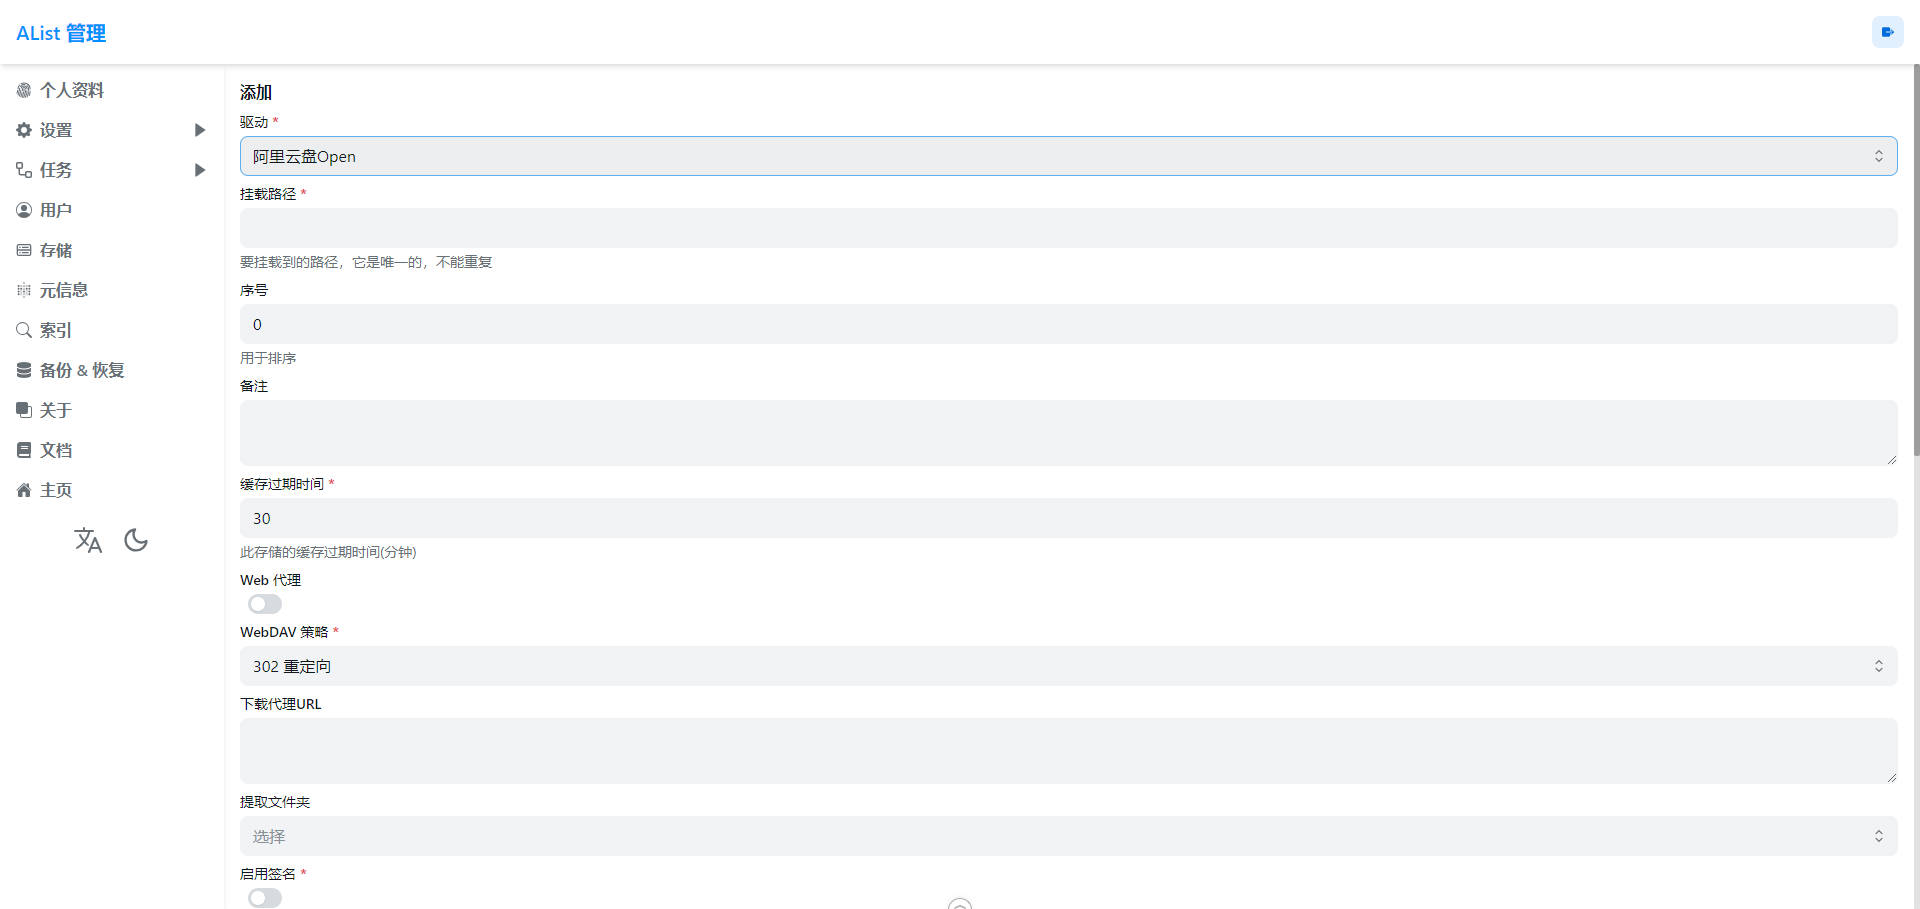 AList 管理
个人资料
设置
任务
用户
存储
元信息
索引
备份 & 恢复
关于
文档
主页
添加
驱动 *
阿里云盘Open
挂载路径 *
要挂载到的路径，它是唯一的，不能重复
序号
0
用于排序
备注
缓存过期时间 *
30
此存储的缓存过期时间(分钟)
Web 代理
WebDAV 策略 *
302 重定向
下载代理URL
提取文件夹
选择
启用签名 *